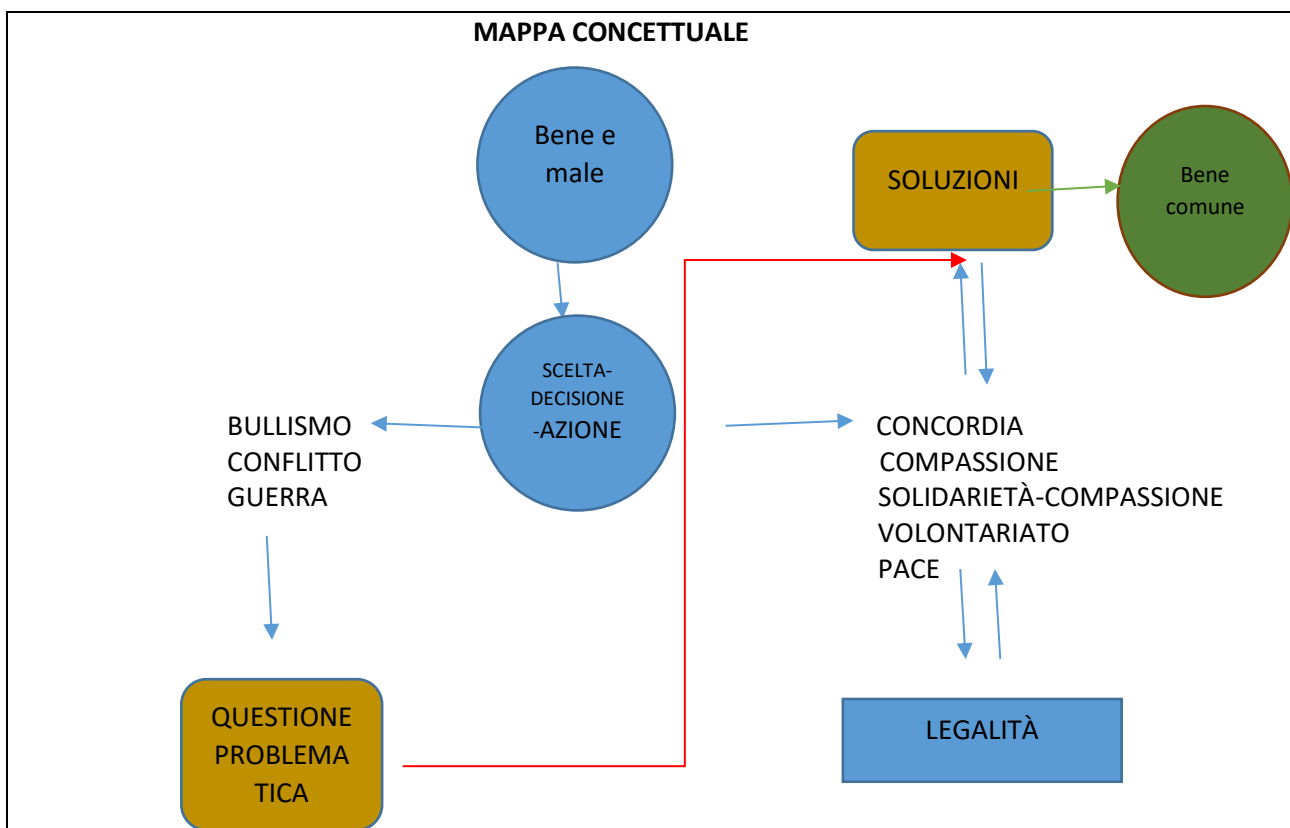 MAPPA CONCETTUALE
Bene e
male
SOLUZIONI
Bene
comune
SCELTA-
DECISIONE
-AZIONE
BULLISMO
CONFLITTO
GUERRA
CONCORDIA
COMPASSIONE
SOLIDARIETÀ-COMPASSIONE
VOLONTARIATO
PACE
QUESTIONE
PROBLEMA
TICA
LEGALITÀ